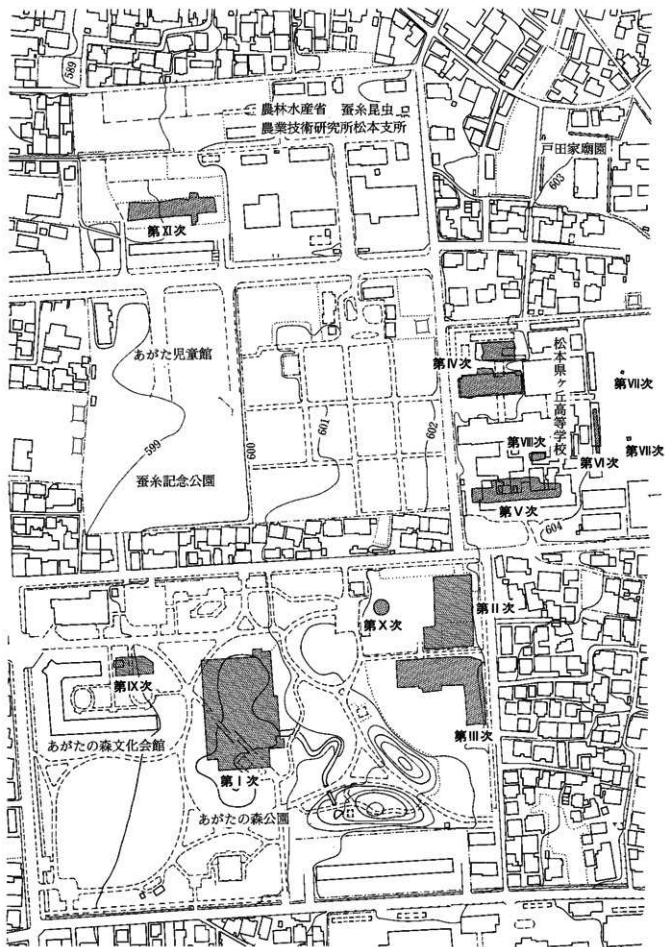 589
農林水産省 蚕糸昆虫
農業技術研究所松本支所
戸田家廟園
603
第XI次
あがた児童館
第IV次
松本県ヶ丘高等学校
第VII次
599
600
601
602
第VIII次
第VI次
第VII次
蚕糸記念公園
第V次
604
第X次
第II次
第IX次
第III次
あがたの森文化会館
第I次
あがたの森公園